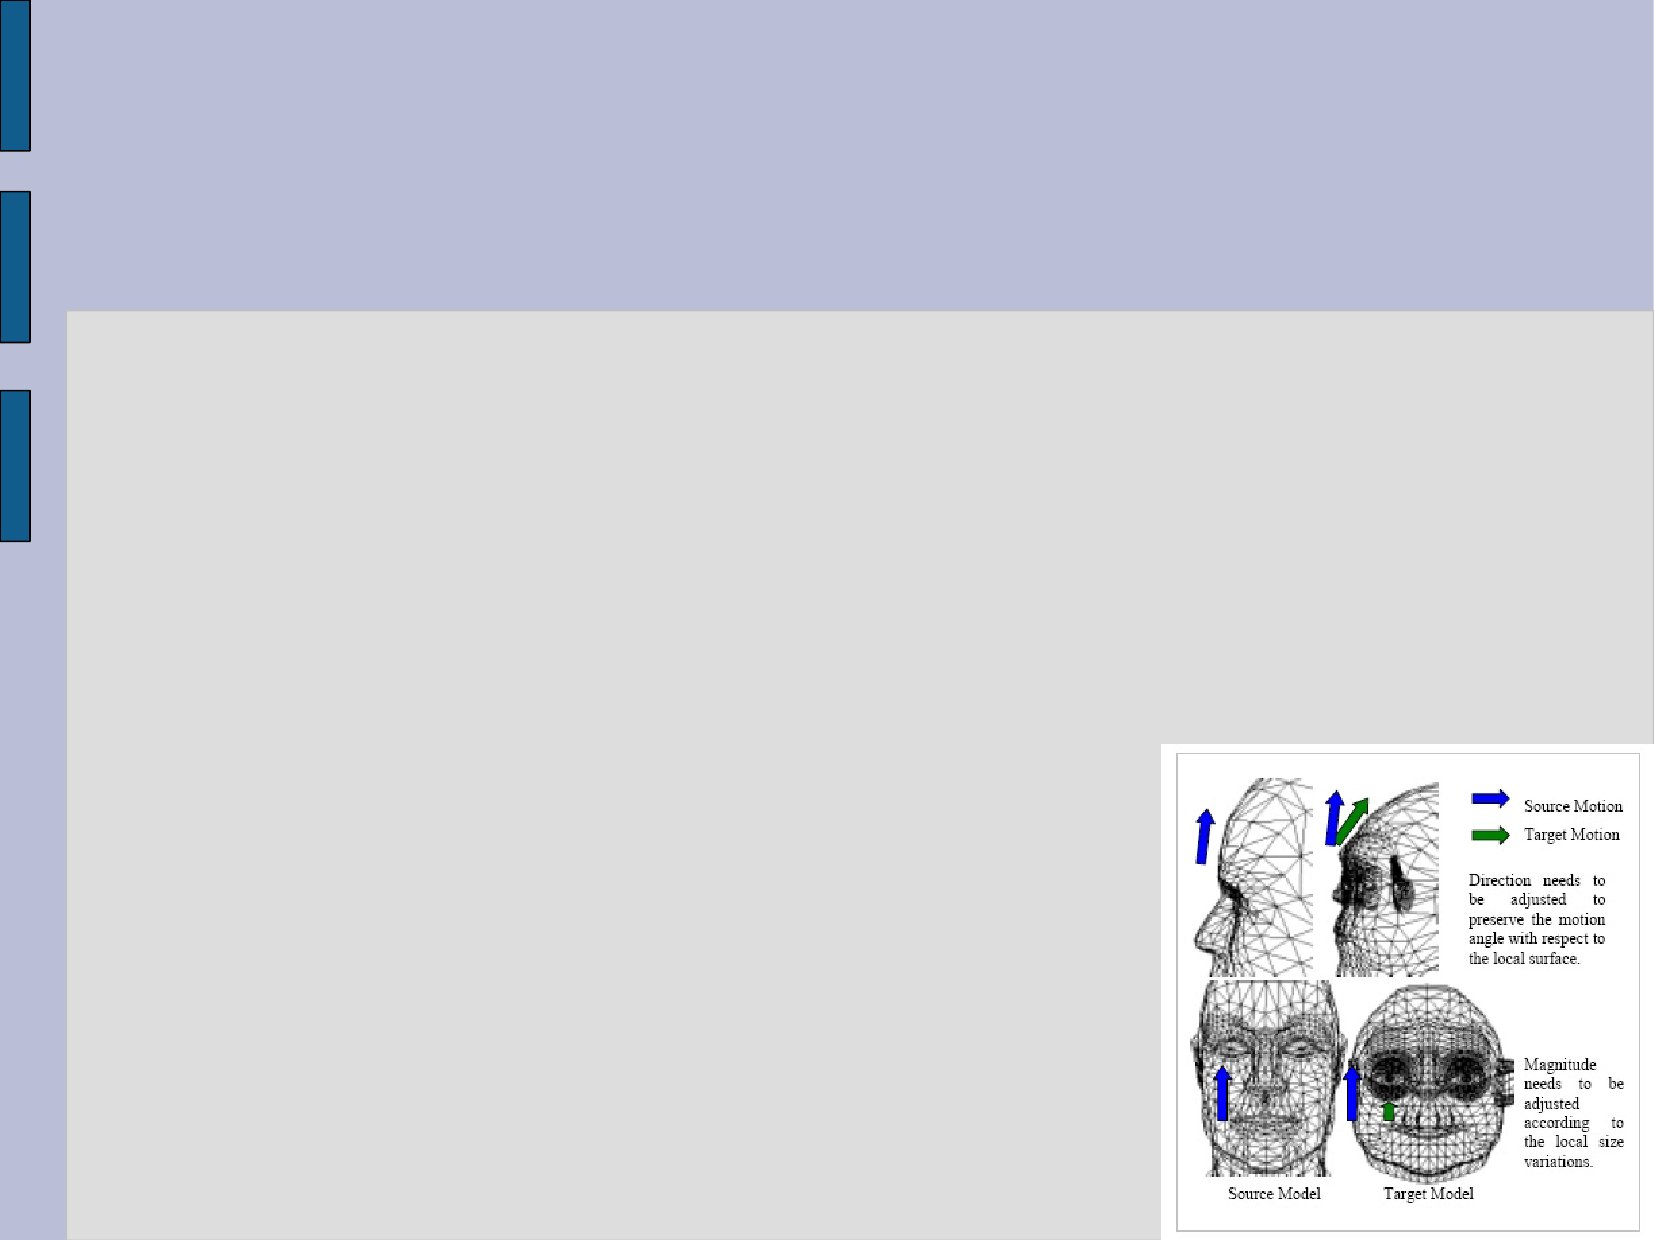 Source Motion
Target Motion
Direction needs to
be adjusted to
preserve the motion
angle with respect to
the local surface.
Magnitude
needs to be
adjusted
according to
the local size
variations.
Source Model
Target Model